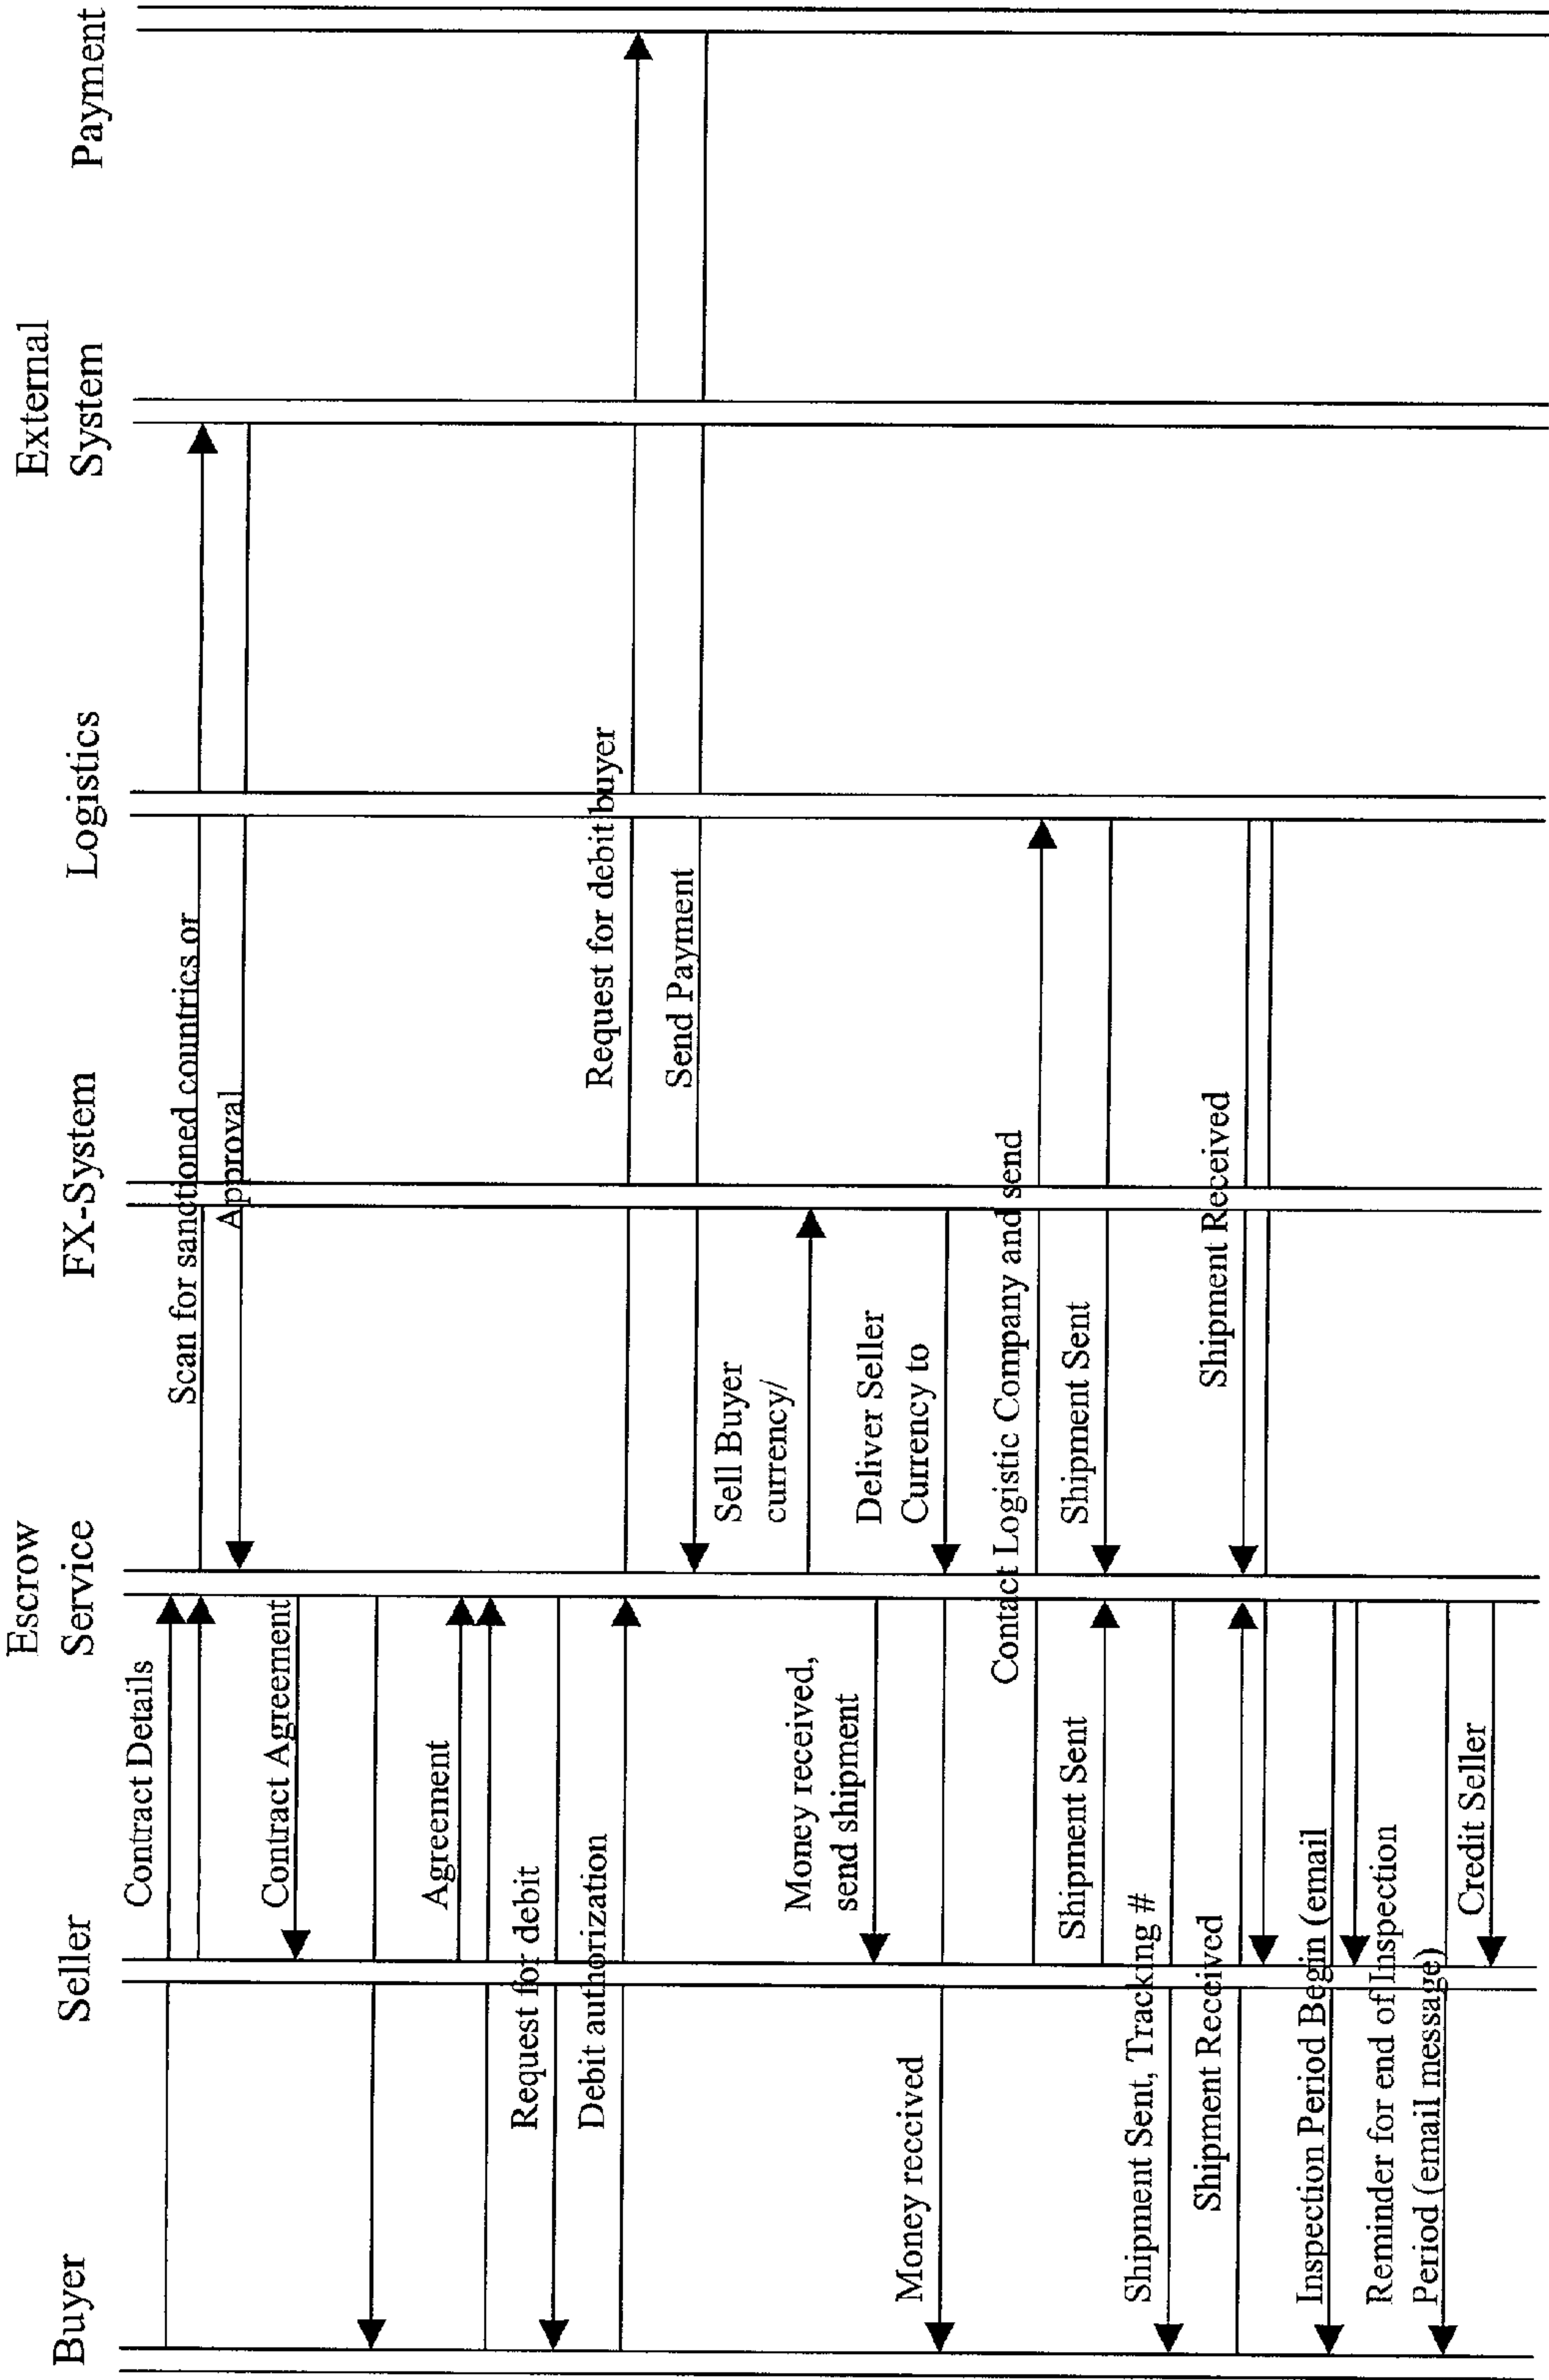 Buyer
Seller
Escrow
Service
FX-System
Logistics
External
System
Payment
Contract Details
Scan for sanctioned countries or
Approval
Contract Agreement
Agreement
Request for debit
Debit authorization
Request for debit buyer
Send Payment
Sell Buyer
currency/
Money received,
send shipment
Deliver Seller
Currency to
Money received
Contact Logistic Company and send
Shipment Sent
Shipment Sent
Shipment Sent, Tracking #
Shipment Received
Shipment Received
Inspection Period Begin (email
Reminder for end of Inspection
Period (email message)
Credit Seller